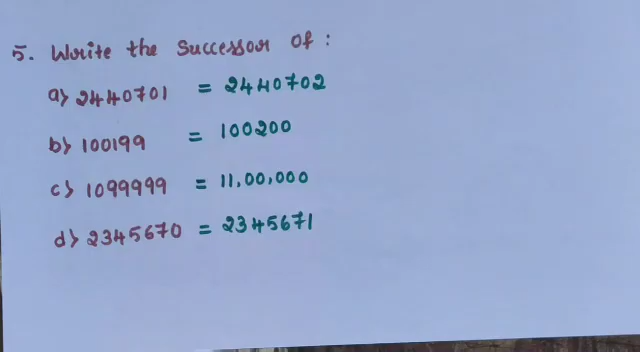 5. Write the Successor of :
a) 2440701 = 2440702
b) 100199 = 100200
c) 1099999 = 11,00,000
d) 2345670 = 2345671